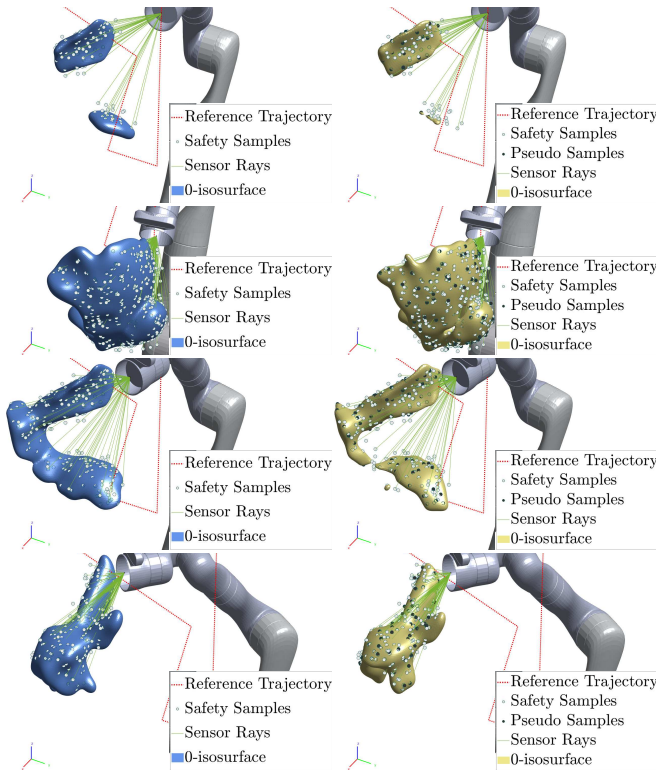 Reference Trajectory
Safety Samples
Sensor Rays
0-isosurface
Reference Trajectory
Safety Samples
Pseudo Samples
Sensor Rays
0-isosurface
Reference Trajectory
Safety Samples
Sensor Rays
0-isosurface
Reference Trajectory
Safety Samples
Pseudo Samples
Sensor Rays
0-isosurface
Reference Trajectory
Safety Samples
Sensor Rays
0-isosurface
Reference Trajectory
Safety Samples
Pseudo Samples
Sensor Rays
0-isosurface
Reference Trajectory
Safety Samples
Sensor Rays
0-isosurface
Reference Trajectory
Safety Samples
Pseudo Samples
Sensor Rays
0-isosurface